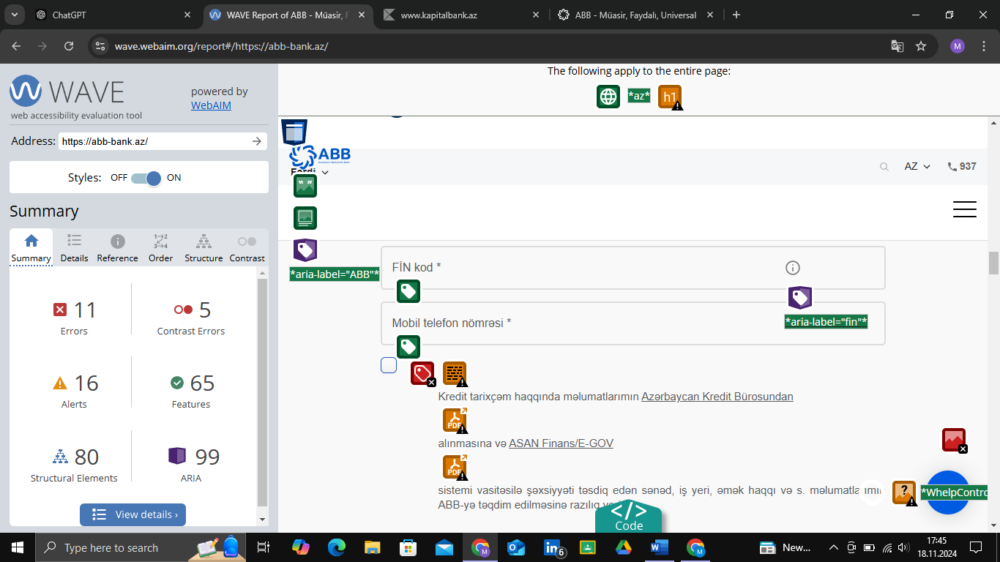 ChatGPT
WAVE Report of ABB - Müasir, F
www.kapitalbank.az
ABB - Müasir, Faydalı, Universal
wave.webaim.org/report#/https://abb-bank.az/
M
WAVE
web accessibility evaluation tool
powered by
WebAIM
Address: https://abb-bank.az/
Styles: OFF ON
Summary
Summary Details Reference Order Structure Contrast
11
Errors
5
Contrast Errors
16
Alerts
65
Features
80
Structural Elements
99
ARIA
View details ›
The following apply to the entire page:
*az* h1
ABB
Fərdi
AZ 937
*aria-label="ABB"*
FİN kod *
*aria-label="fin"*
Mobil telefon nömrəsi *
Kredit tarixçəm haqqında məlumatlarımın Azərbaycan Kredit Bürosundan
PDF
alınmasına və ASAN Finans/E-GOV
PDF
sistemi vasitəsilə şəxsiyyəti təsdiq edən sənəd, iş yeri, əmək haqqı və s. məlumatlarımın
ABB-yə təqdim edilməsinə razılıq
*WhelpContro
</>
Code
Type here to search
6
New...
17:45
18.11.2024